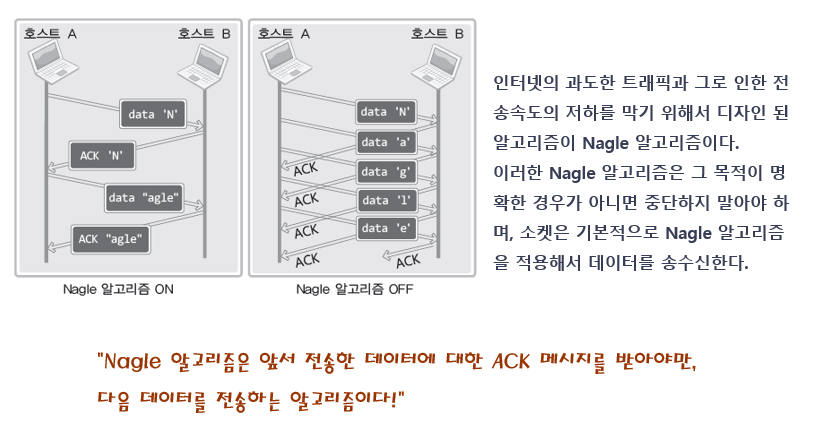 호스트 A
호스트 B
data 'N'
ACK 'N'
data "agle"
ACK "agle"
Nagle 알고리즘 ON
호스트 A
호스트 B
data 'N'
data 'a'
data 'g'
data 'l'
data 'e'
ACK
ACK
ACK
ACK
ACK
Nagle 알고리즘 OFF
인터넷의 과도한 트래픽과 그로 인한 전
송속도의 저하를 막기 위해서 디자인 된
알고리즘이 Nagle 알고리즘이다.
이러한 Nagle 알고리즘은 그 목적이 명
확한 경우가 아니면 중단하지 말아야 하
며, 소켓은 기본적으로 Nagle 알고리즘
을 적용해서 데이터를 송수신한다.
"Nagle 알고리즘은 앞서 전송한 데이터에 대한 ACK 메시지를 받아야만,
다음 데이터를 전송하는 알고리즘이다!"